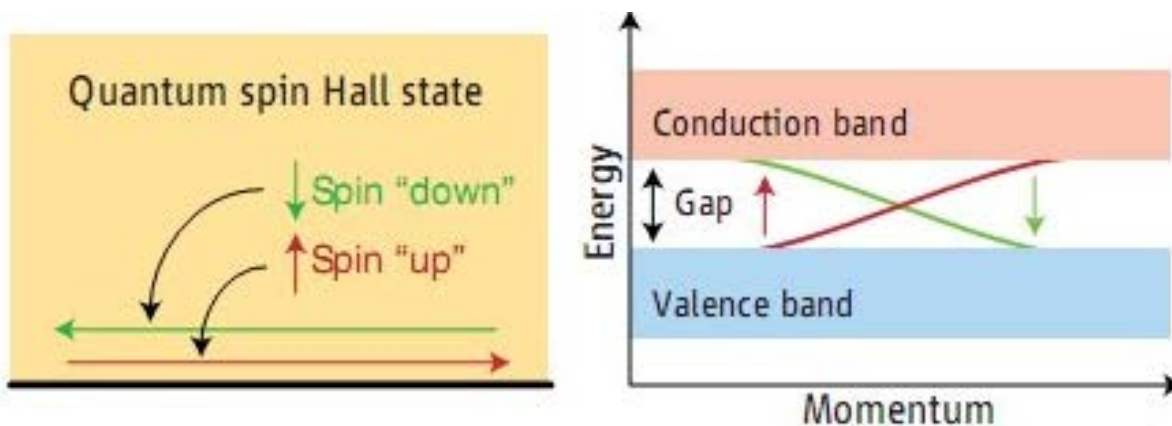 Quantum spin Hall state
Spin “down”
Spin “up”
Conduction band
Gap
Valence band
Energy
Momentum